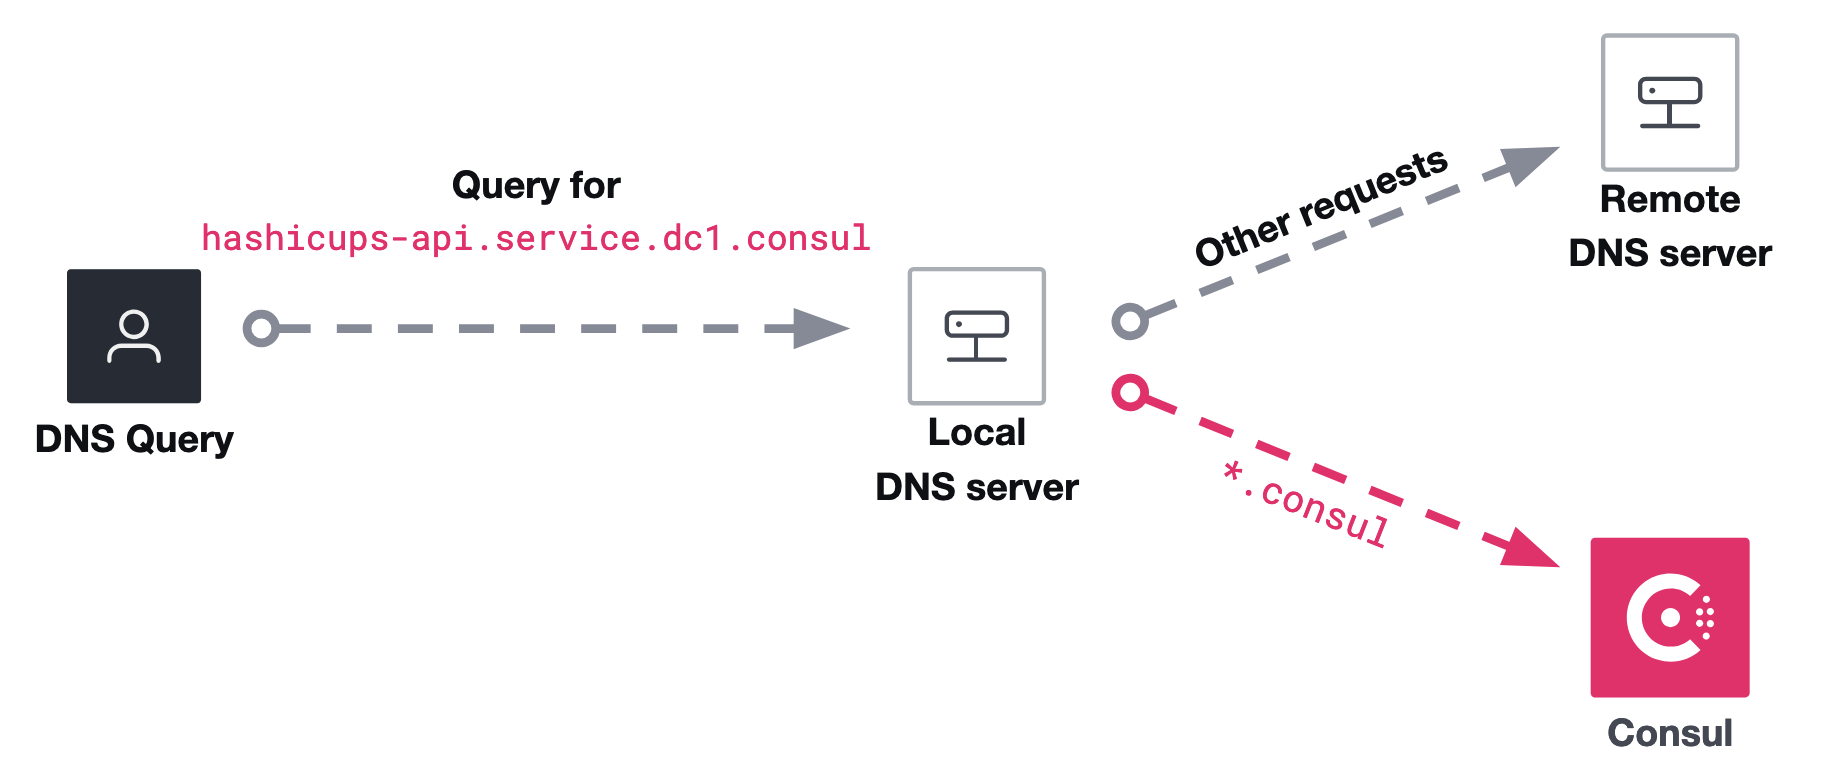 Query for
hashicups-api.service.dc1.consul
DNS Query
Local
DNS server
Other requests
*.consul
Remote
DNS server
Consul